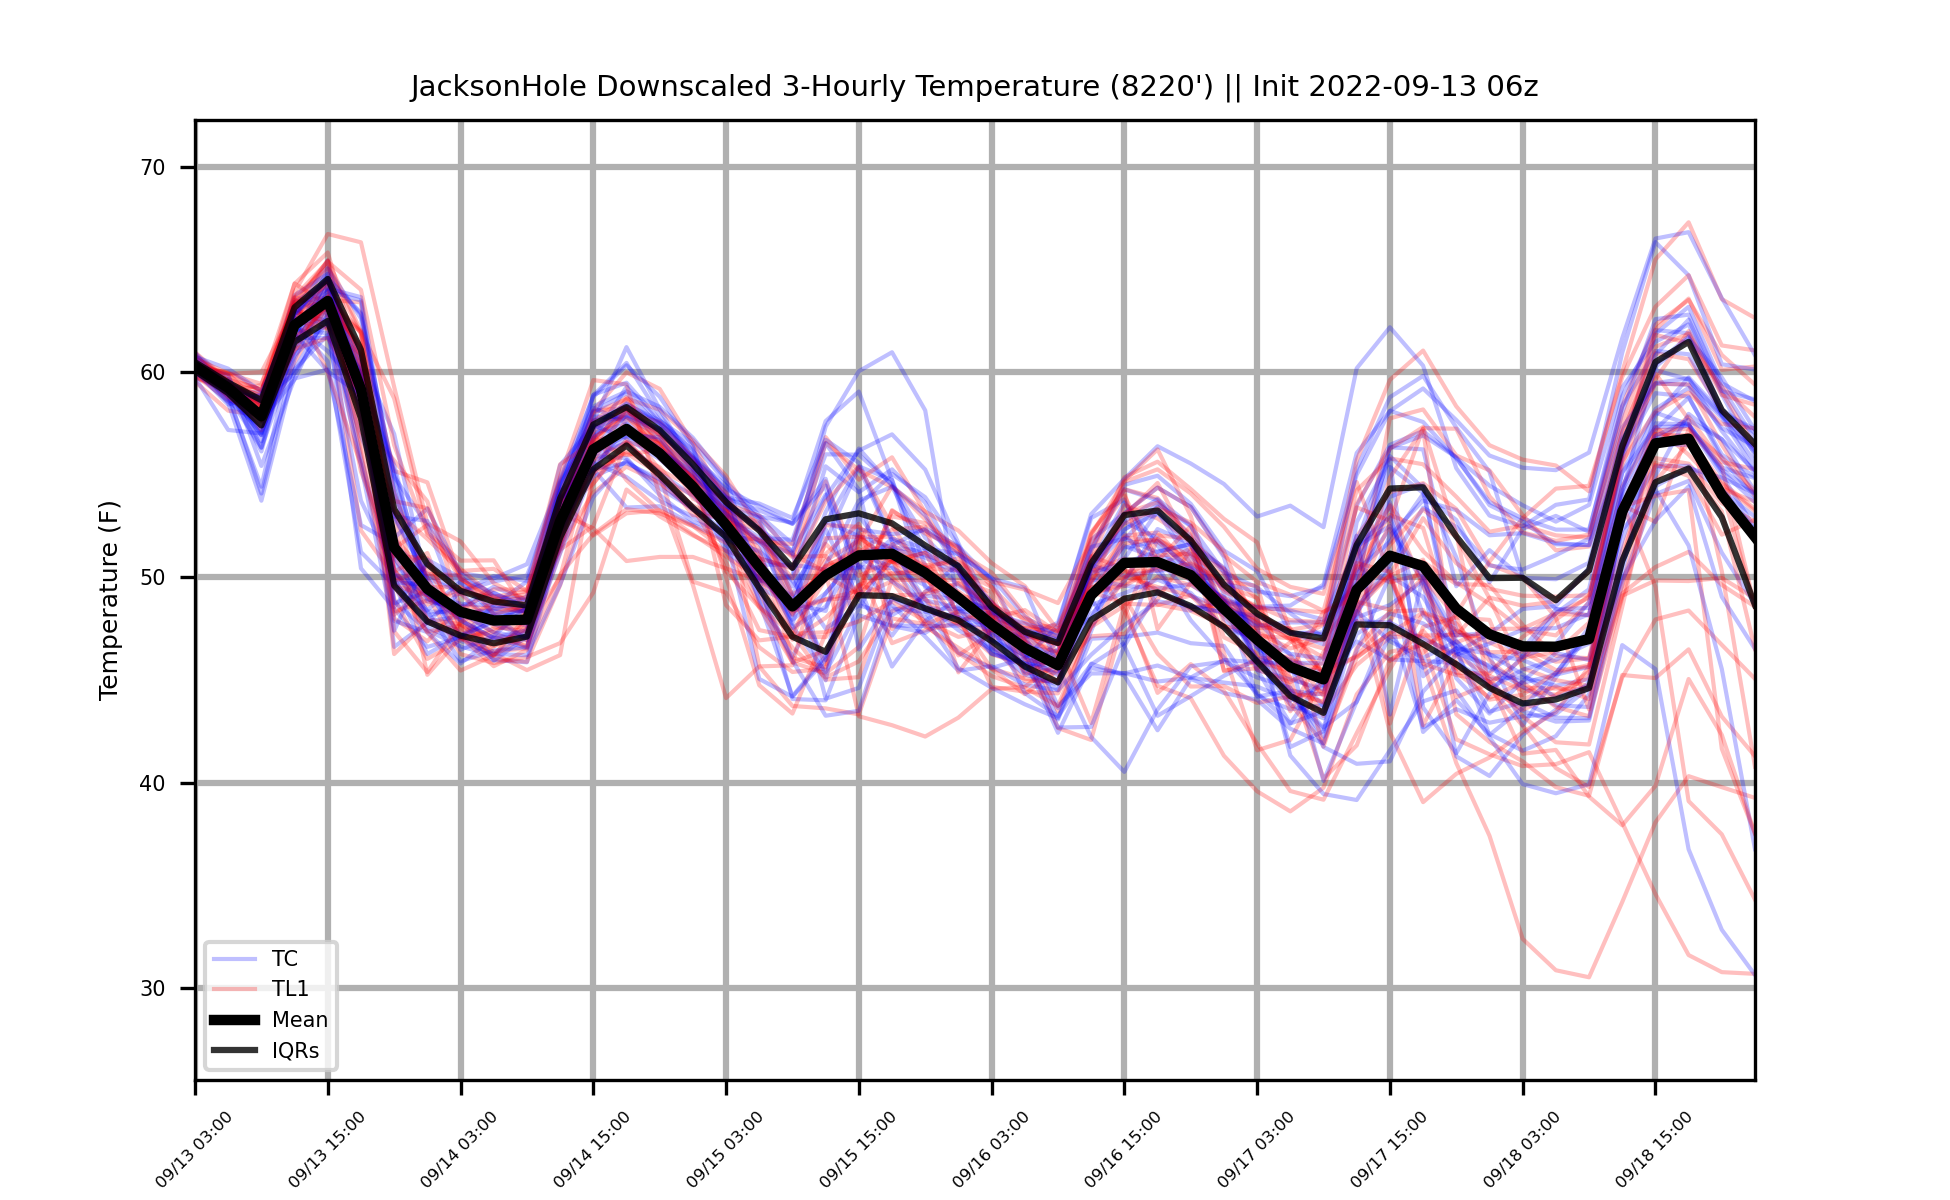 JacksonHole Downscaled 3-Hourly Temperature (8220') || Init 2022-09-13 06z
Temperature (F)
70
60
50
40
30
TC
TL1
Mean
IQRs
09/13 03:00
09/13 15:00
09/14 03:00
09/14 15:00
09/15 03:00
09/15 15:00
09/16 03:00
09/16 15:00
09/17 03:00
09/17 15:00
09/18 03:00
09/18 15:00